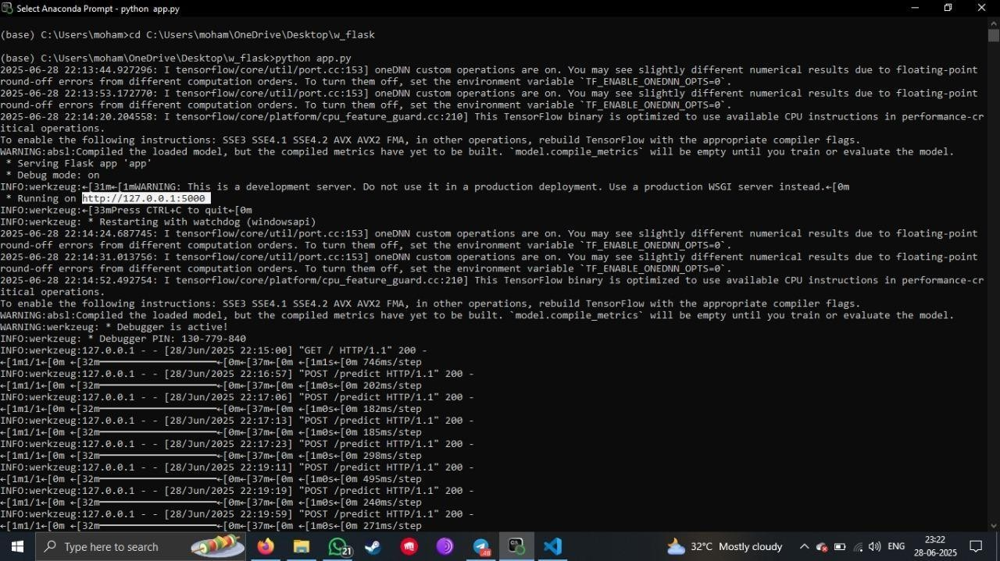 Select Anaconda Prompt - python  app.py
(base) C:\Users\moham>cd C:\Users\moham\OneDrive\Desktop\w_flask
(base) C:\Users\moham\OneDrive\Desktop\w_flask>python app.py
2025-06-28 22:13:44.927296: I tensorflow/core/util/port.cc:153] oneDNN custom operations are on. You may see slightly different numerical results due to floating-point
round-off errors from different computation orders. To turn them off, set the environment variable `TF_ENABLE_ONEDNN_OPTS=0`.
2025-06-28 22:13:53.172770: I tensorflow/core/util/port.cc:153] oneDNN custom operations are on. You may see slightly different numerical results due to floating-point
round-off errors from different computation orders. To turn them off, set the environment variable `TF_ENABLE_ONEDNN_OPTS=0`.
2025-06-28 22:14:20.204558: I tensorflow/core/platform/cpu_feature_guard.cc:210] This TensorFlow binary is optimized to use available CPU instructions in performance-cr
itical operations.
To enable the following instructions: SSE3 SSE4.1 SSE4.2 AVX AVX2 FMA, in other operations, rebuild TensorFlow with the appropriate compiler flags.
WARNING:absl:Compiled the loaded model, but the compiled metrics have yet to be built. `model.compile_metrics` will be empty until you train or evaluate the model.
 * Serving Flask app 'app'
 * Debug mode: on
INFO:werkzeug:←[31m←[1mWARNING: This is a development server. Do not use it in a production deployment. Use a production WSGI server instead.←[0m
 * Running on http://127.0.0.1:5000
INFO:werkzeug:←[33mPress CTRL+C to quit←[0m
INFO:werkzeug: * Restarting with watchdog (windowsapi)
2025-06-28 22:14:24.687745: I tensorflow/core/util/port.cc:153] oneDNN custom operations are on. You may see slightly different numerical results due to floating-point
round-off errors from different computation orders. To turn them off, set the environment variable `TF_ENABLE_ONEDNN_OPTS=0`.
2025-06-28 22:14:31.013756: I tensorflow/core/util/port.cc:153] oneDNN custom operations are on. You may see slightly different numerical results due to floating-point
round-off errors from different computation orders. To turn them off, set the environment variable `TF_ENABLE_ONEDNN_OPTS=0`.
2025-06-28 22:14:52.492754: I tensorflow/core/platform/cpu_feature_guard.cc:210] This TensorFlow binary is optimized to use available CPU instructions in performance-cr
itical operations.
To enable the following instructions: SSE3 SSE4.1 SSE4.2 AVX AVX2 FMA, in other operations, rebuild TensorFlow with the appropriate compiler flags.
WARNING:absl:Compiled the loaded model, but the compiled metrics have yet to be built. `model.compile_metrics` will be empty until you train or evaluate the model.
WARNING:werkzeug: * Debugger is active!
INFO:werkzeug: * Debugger PIN: 130-779-840
INFO:werkzeug:127.0.0.1 - - [28/Jun/2025 22:15:00] "GET / HTTP/1.1" 200 -
←[1m1/1←[0m ←[32m━━━━━━━━━━━━━━━━━━━━←[0m←[37m←[0m ←[1m1s←[0m 746ms/step
INFO:werkzeug:127.0.0.1 - - [28/Jun/2025 22:16:57] "POST /predict HTTP/1.1" 200 -
←[1m1/1←[0m ←[32m━━━━━━━━━━━━━━━━━━━━←[0m←[37m←[0m ←[1m0s←[0m 202ms/step
INFO:werkzeug:127.0.0.1 - - [28/Jun/2025 22:17:06] "POST /predict HTTP/1.1" 200 -
←[1m1/1←[0m ←[32m━━━━━━━━━━━━━━━━━━━━←[0m←[37m←[0m ←[1m0s←[0m 182ms/step
INFO:werkzeug:127.0.0.1 - - [28/Jun/2025 22:17:13] "POST /predict HTTP/1.1" 200 -
←[1m1/1←[0m ←[32m━━━━━━━━━━━━━━━━━━━━←[0m←[37m←[0m ←[1m0s←[0m 185ms/step
INFO:werkzeug:127.0.0.1 - - [28/Jun/2025 22:17:23] "POST /predict HTTP/1.1" 200 -
←[1m1/1←[0m ←[32m━━━━━━━━━━━━━━━━━━━━←[0m←[37m←[0m ←[1m0s←[0m 298ms/step
INFO:werkzeug:127.0.0.1 - - [28/Jun/2025 22:19:11] "POST /predict HTTP/1.1" 200 -
←[1m1/1←[0m ←[32m━━━━━━━━━━━━━━━━━━━━←[0m←[37m←[0m ←[1m0s←[0m 495ms/step
INFO:werkzeug:127.0.0.1 - - [28/Jun/2025 22:19:19] "POST /predict HTTP/1.1" 200 -
←[1m1/1←[0m ←[32m━━━━━━━━━━━━━━━━━━━━←[0m←[37m←[0m ←[1m0s←[0m 240ms/step
INFO:werkzeug:127.0.0.1 - - [28/Jun/2025 22:19:59] "POST /predict HTTP/1.1" 200 -
←[1m1/1←[0m ←[32m━━━━━━━━━━━━━━━━━━━━←[0m←[37m←[0m ←[1m0s←[0m 271ms/step
Type here to search
21
48
32°C Mostly cloudy
ENG
23:22
28-06-2025